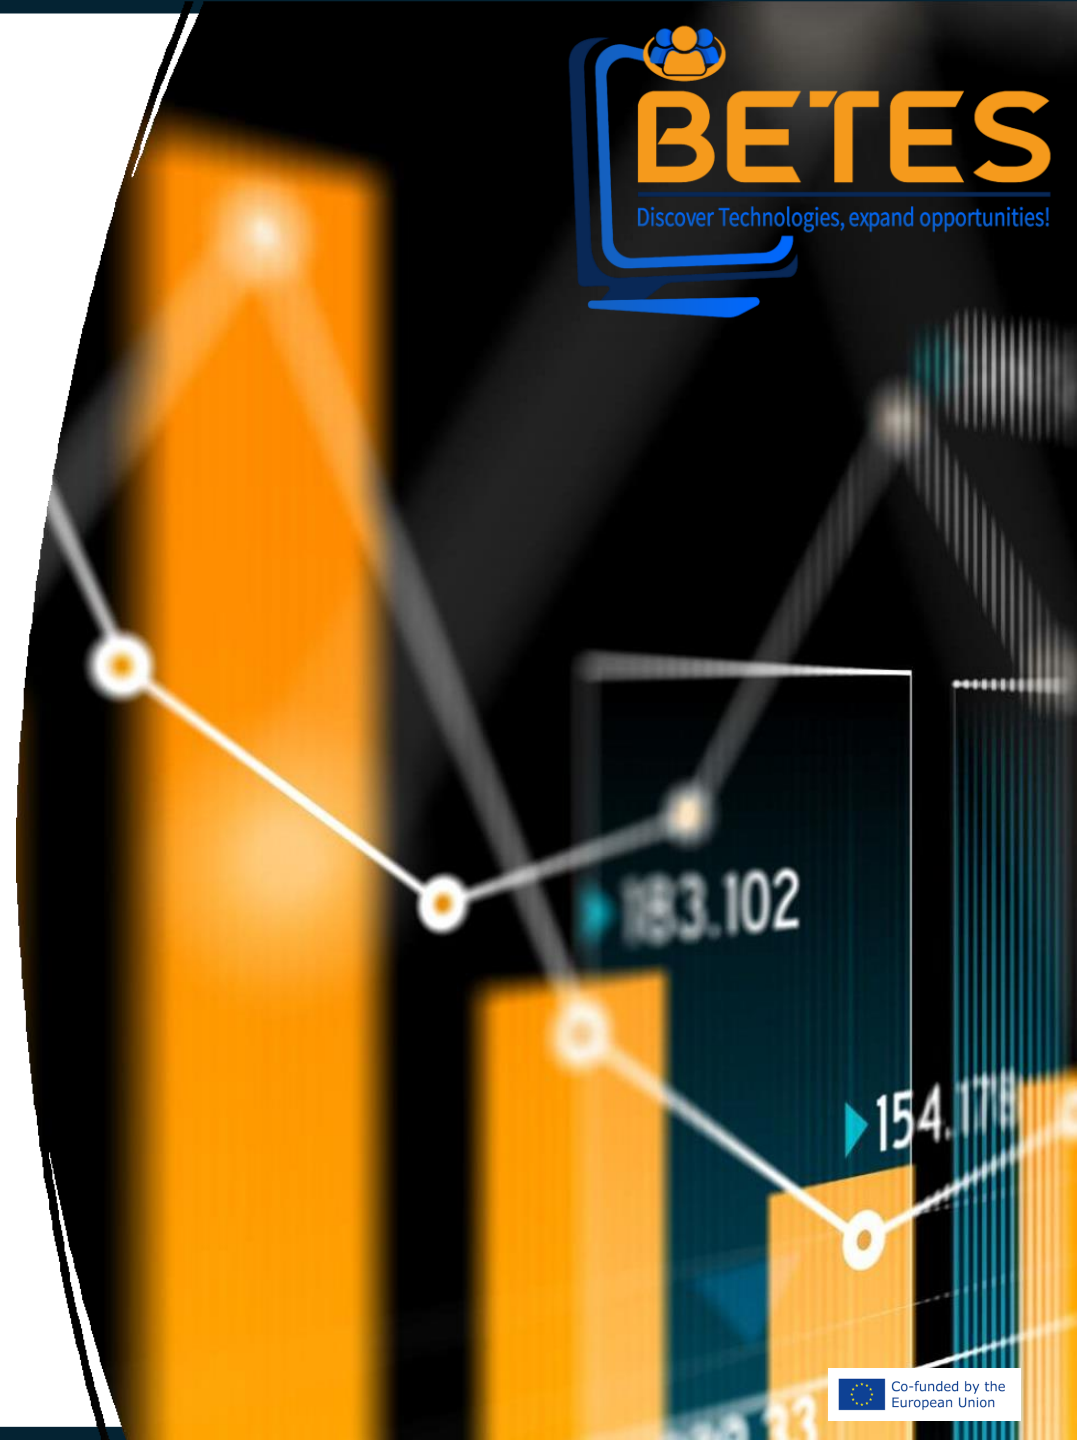 BETES
Discover Technologies, expand opportunities!
183.102
154.178
Co-funded by the
European Union